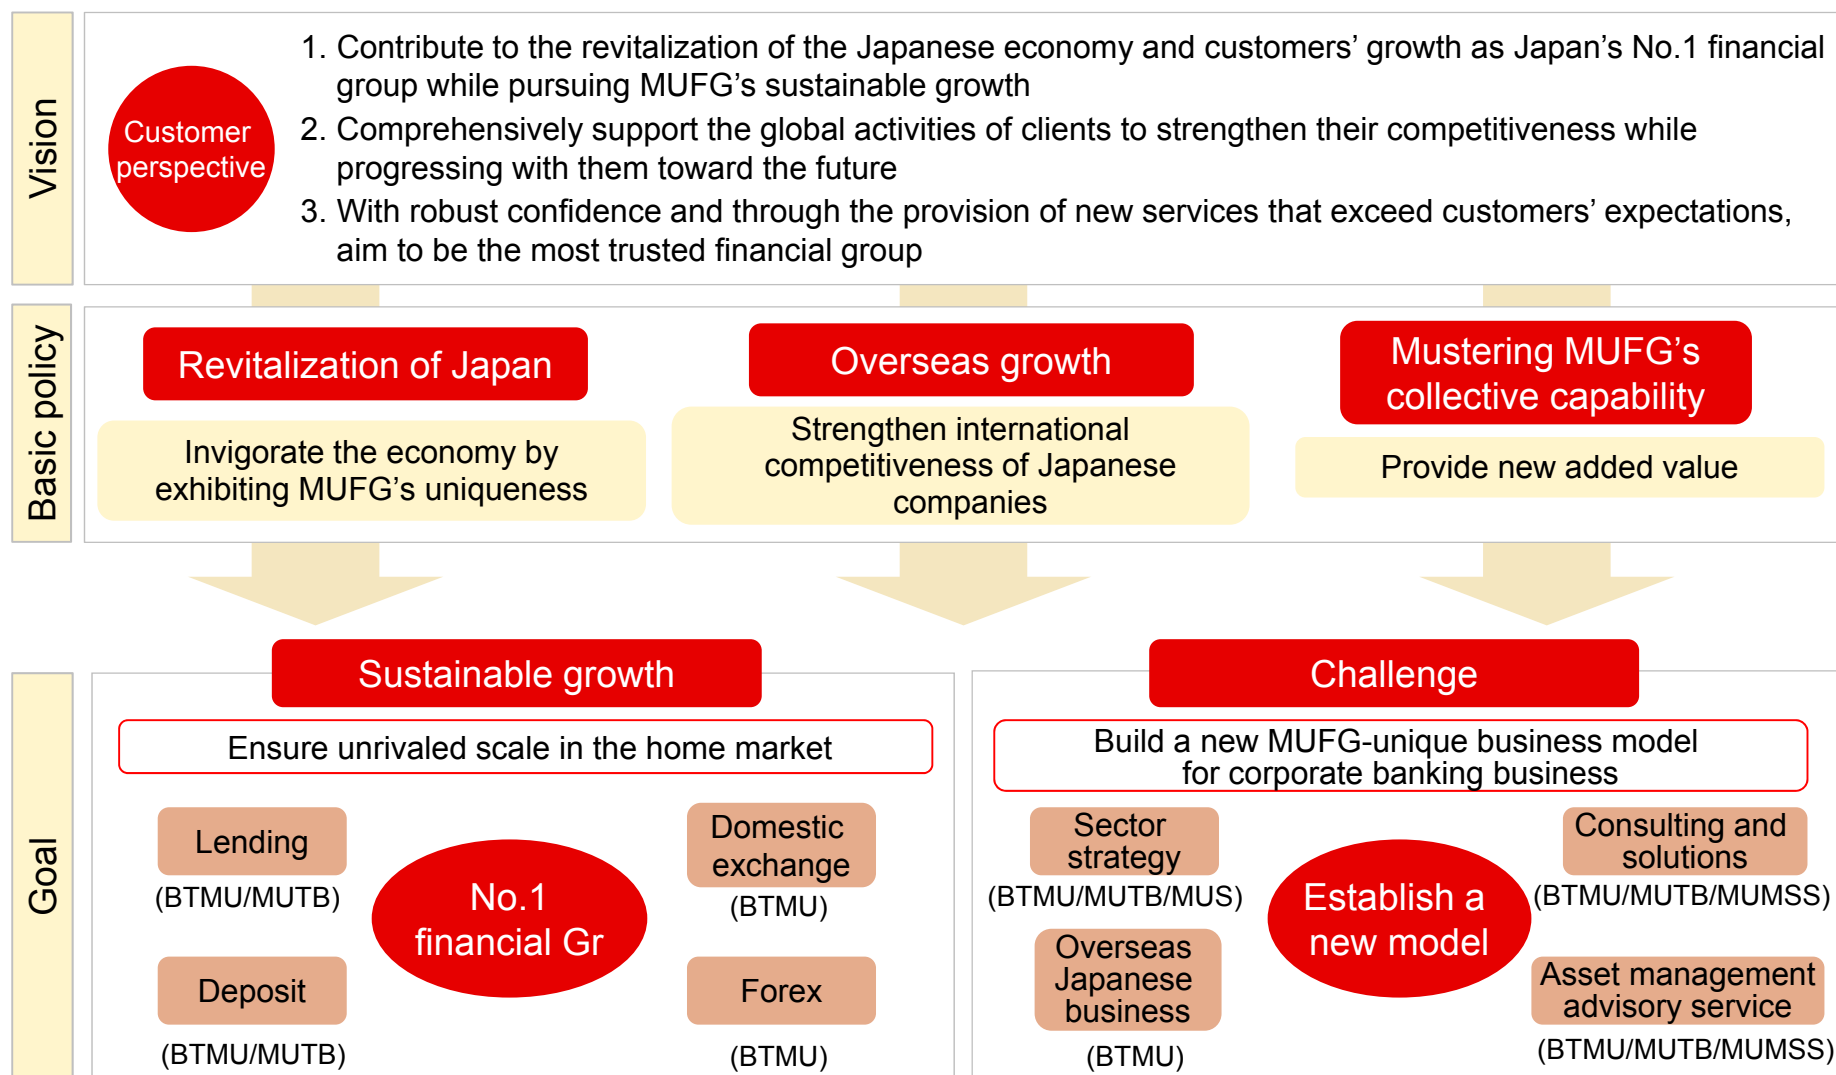 Vision
Customer
perspective
1. Contribute to the revitalization of the Japanese economy and customers’ growth as Japan’s No.1 financial
group while pursuing MUFG’s sustainable growth
2. Comprehensively support the global activities of clients to strengthen their competitiveness while
progressing with them toward the future
3. With robust confidence and through the provision of new services that exceed customers’ expectations,
aim to be the most trusted financial group
Basic policy
Revitalization of Japan
Invigorate the economy by
exhibiting MUFG’s uniqueness
Overseas growth
Strengthen international
competitiveness of Japanese
companies
Mustering MUFG’s
collective capability
Provide new added value
Goal
Sustainable growth
Ensure unrivaled scale in the home market
Lending
(BTMU/MUTB)
Domestic
exchange
(BTMU)
No.1
financial Gr
Deposit
(BTMU/MUTB)
Forex
(BTMU)
Challenge
Build a new MUFG-unique business model
for corporate banking business
Sector
strategy
(BTMU/MUTB/MUS)
Consulting and
solutions
(BTMU/MUTB/MUMSS)
Establish a
new model
Overseas
Japanese
business
(BTMU)
Asset management
advisory service
(BTMU/MUTB/MUMSS)